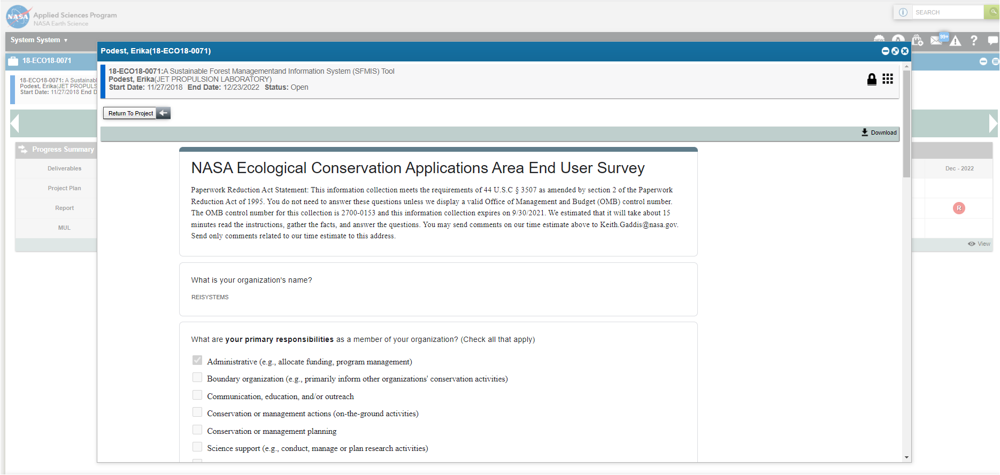 NASA
Applied Sciences Program
NASA Earth Science
SEARCH
System System
99+
?
18-ECO18-0071
18-ECO18-0071: A Sustainabl
Podest, Erika(JET PROPULS
Start Date: 11/27/2018 End D
Progress Summary
Deliverables
Project Plan
Report
MUL
Podest, Erika(18-ECO18-0071)
18-ECO18-0071:A Sustainable Forest Managementand Information System (SFMIS) Tool
Podest, Erika(JET PROPULSION LABORATORY)
Start Date: 11/27/2018 End Date: 12/23/2022 Status: Open
Return To Project
Download
NASA Ecological Conservation Applications Area End User Survey
Paperwork Reduction Act Statement: This information collection meets the requirements of 44 U.S.C § 3507 as amended by section 2 of the Paperwork
Reduction Act of 1995. You do not need to answer these questions unless we display a valid Office of Management and Budget (OMB) control number.
The OMB control number for this collection is 2700-0153 and this information collection expires on 9/30/2021. We estimated that it will take about 15
minutes read the instructions, gather the facts, and answer the questions. You may send comments on our time estimate above to Keith.Gaddis@nasa.gov.
Send only comments related to our time estimate to this address.
What is your organization's name?
REISYSTEMS
What are your primary responsibilities as a member of your organization? (Check all that apply)
Administrative (e.g., allocate funding, program management)
Boundary organization (e.g., primarily inform other organizations' conservation activities)
Communication, education, and/or outreach
Conservation or management actions (on-the-ground activities)
Conservation or management planning
Science support (e.g., conduct, manage or plan research activities)
Dec - 2022
R
View